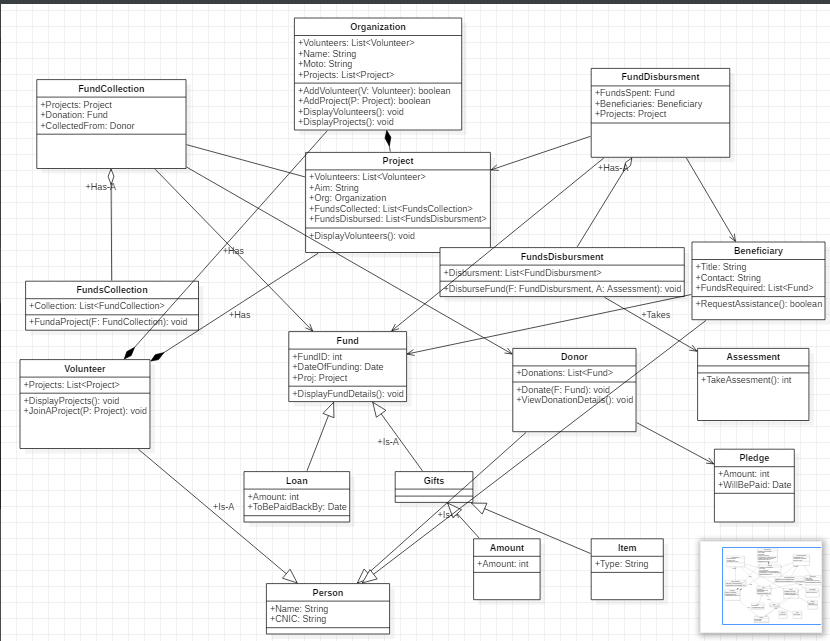 Organization
+Volunteers: List<Volunteer>
+Name: String
+Moto: String
+Projects: List<Project>
+AddVolunteer(V: Volunteer): boolean
+AddProject(P: Project): boolean
+DisplayVolunteers(): void
+DisplayProjects(): void
FundCollection
+Projects: Project
+Donation: Fund
+CollectedFrom: Donor
FundDisbursment
+FundsSpent: Fund
+Beneficiaries: Beneficiary
+Projects: Project
Project
+Volunteers: List<Volunteer>
+Aim: String
+Org: Organization
+FundsCollected: List<FundsCollection>
+FundsDisbursed: List<FundsDisbursment>
+DisplayVolunteers(): void
+Has-A
+Has-A
+Has
FundsDisbursment
+Disbursment: List<FundDisbursment>
+DisburseFund(F: FundDisbursment, A: Assessment): void
Beneficiary
+Title: String
+Contact: String
+FundsRequired: List<Fund>
+RequestAssistance(): boolean
FundsCollection
+Collection: List<FundCollection>
+FundaProject(F: FundCollection): void
+Has
+Takes
Fund
+FundID: int
+DateOfFunding: Date
+Proj: Project
+DisplayFundDetails(): void
Donor
+Donations: List<Fund>
+Donate(F: Fund): void
+ViewDonationDetails(): void
Assessment
+TakeAssesment(): int
Volunteer
+Projects: List<Project>
+DisplayProjects(): void
+JoinAProject(P: Project): void
+Is-A
Pledge
+Amount: int
+WillBePaid: Date
Loan
+Amount: int
+ToBePaidBackBy: Date
Gifts
+Is-A
+Is-A
Amount
+Amount: int
Item
+Type: String
Person
+Name: String
+CNIC: String